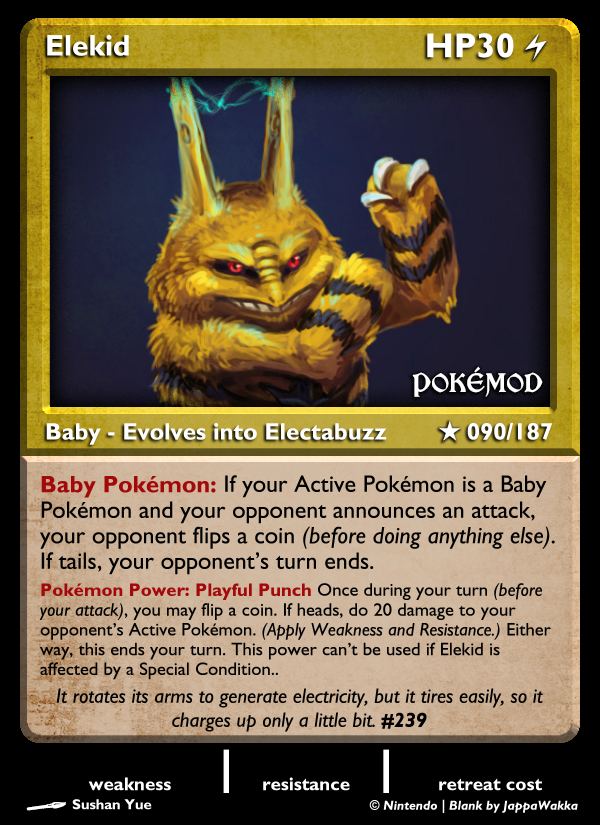 Elekid HP30
POKÉMOD
Baby - Evolves into Electabuzz ★ 090/187
Baby Pokémon: If your Active Pokémon is a Baby
Pokémon and your opponent announces an attack,
your opponent flips a coin (before doing anything else).
If tails, your opponent's turn ends.
Pokémon Power: Playful Punch Once during your turn (before
your attack), you may flip a coin. If heads, do 20 damage to your
opponent's Active Pokémon. (Apply Weakness and Resistance.) Either
way, this ends your turn. This power can't be used if Elekid is
affected by a Special Condition..
It rotates its arms to generate electricity, but it tires easily, so it
charges up only a little bit. #239
weakness resistance retreat cost
Sushan Yue © Nintendo | Blank by JappaWakka